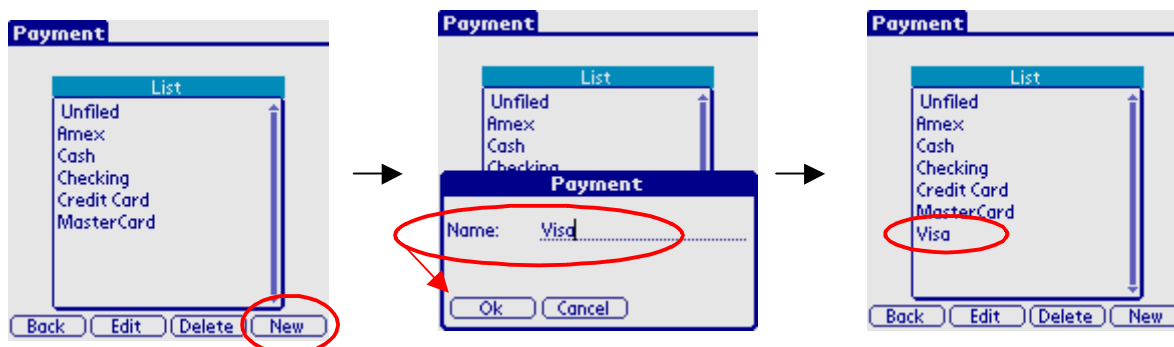 Payment
List
Unfiled
Amex
Cash
Checking
Credit Card
MasterCard
Back Edit Delete New
Payment
List
Unfiled
Amex
Cash
Checking
Payment
Name: Visa
Ok Cancel
Payment
List
Unfiled
Amex
Cash
Checking
Credit Card
MasterCard
Visa
Back Edit Delete New